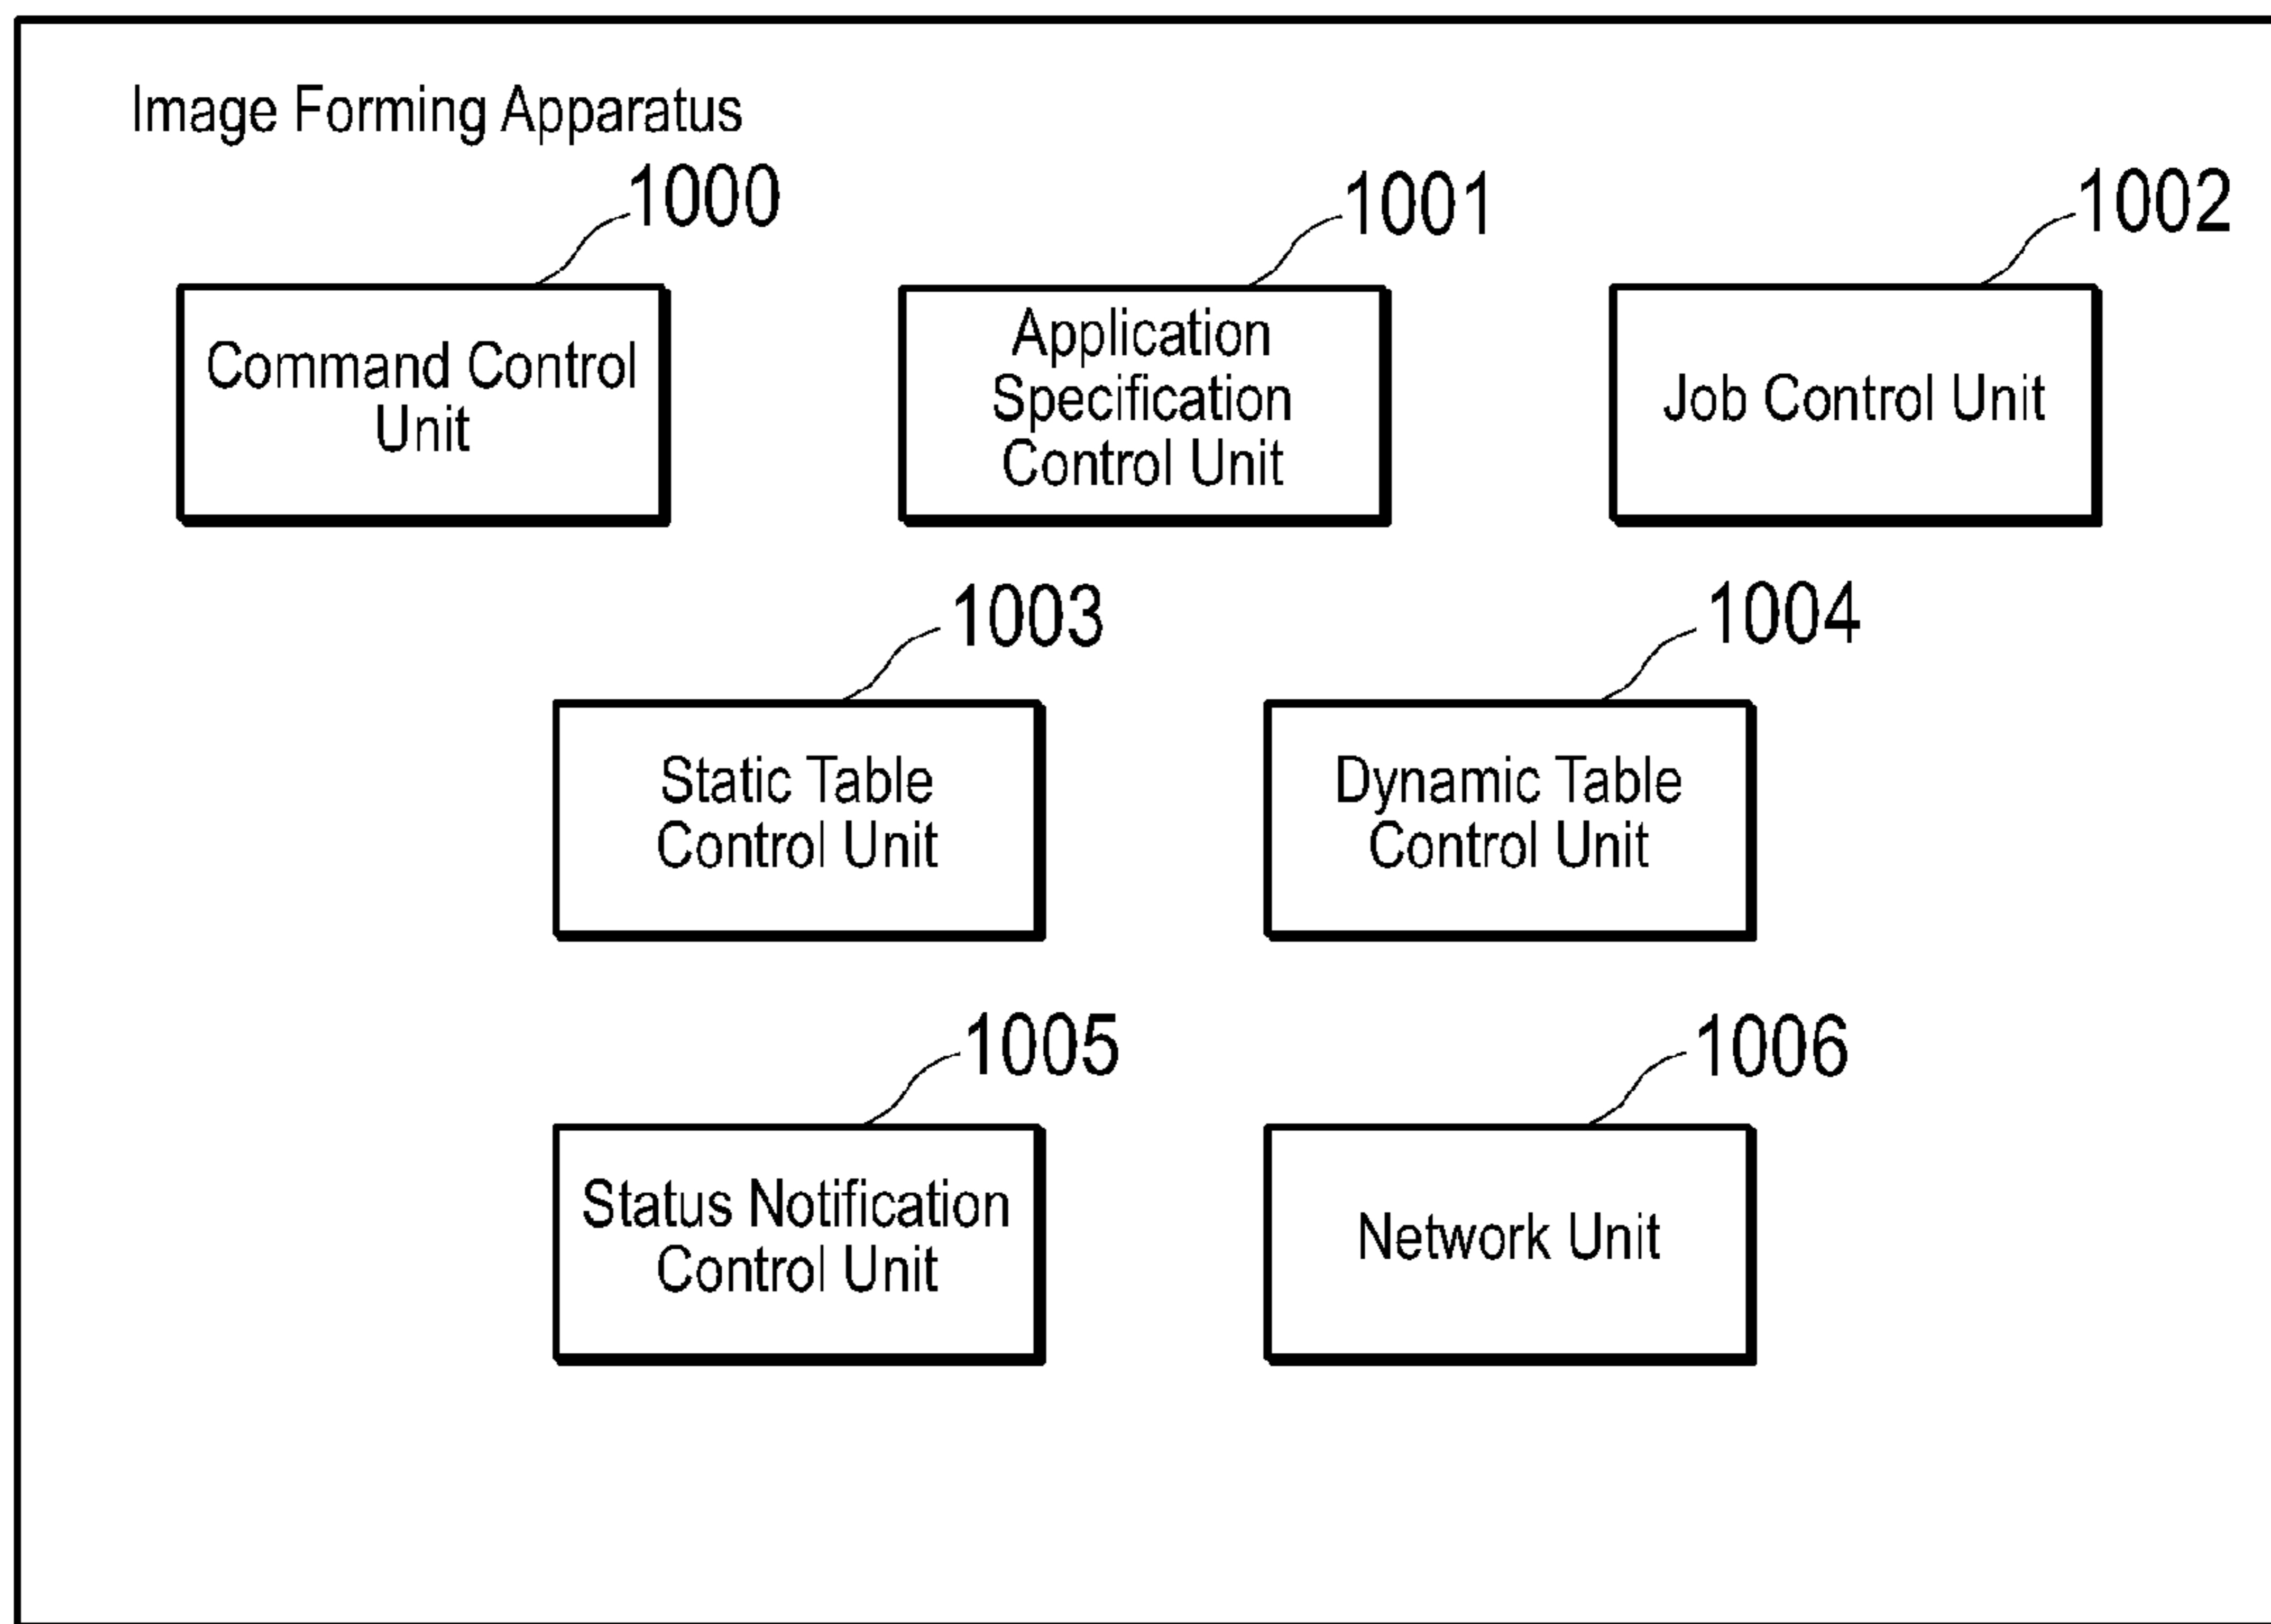 Image Forming Apparatus
1000
1001
1002
Command Control
Unit
Application
Specification
Control Unit
Job Control Unit
1003
1004
Static Table
Control Unit
Dynamic Table
Control Unit
1005
1006
Status Notification
Control Unit
Network Unit